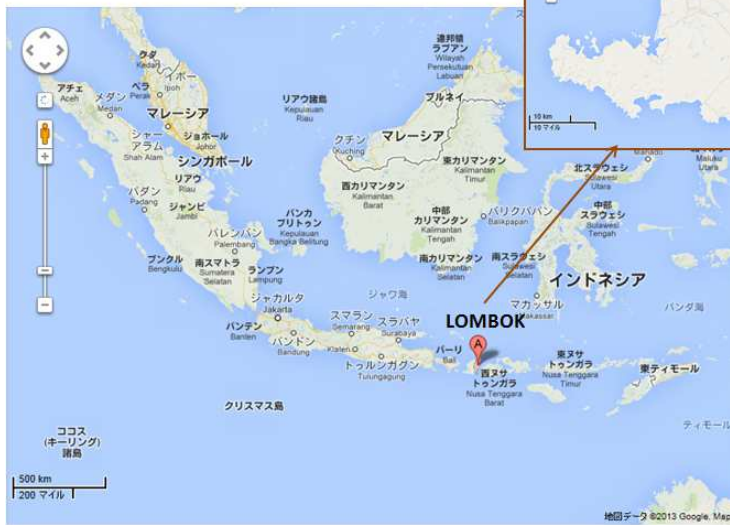 連邦領
ラブアン
Wilayah
Persekutuan
Labuan
10 km
10 マイル
クダ
Kedah
イポー
Ipoh
ペラ
Perak
アチェ
Aceh
メダン
Medan
マレーシア
リアウ諸島
Kepulauan
Riau
ブルネイ
シャー
アラム
Shah Alam
ジョホール
Johor
クチン
Kuching
マレーシア
シンガポール
東カリマンタン
Kalimantan
Timur
北スラウェシ
Sulawesi
Utara
Manado
Maluku
Utara
リアウ
Riau
西カリマンタン
Kalimantan
Barat
パダン
Padang
ジャンビ
Jambi
中部
カリマンタン
Kalimantan
Tengah
バリクパパン
Balikpapan
中部
スラウェシ
Sulawesi
Tengah
バンカ
ブリトゥン
Kepulauan
Bangka Belitung
パレンバン
Palembang
ブンクル
Bengkulu
南スマトラ
Sumatera
Selatan
ランプン
Lampung
南カリマンタン
Kalimantan
Selatan
南スラウェシ
Sulawesi
Selatan
インドネシア
ジャカルタ
Jakarta
ジャワ海
マカッサル
Makassar
バンダ海
LOMBOK
スマラン
Semarang
スラバヤ
Surabaya
バンテン
Banten
バンドン
Bandung
Klaten
トゥルンガグン
Tulungagung
バーリ
Bali
A
西ヌサ
トゥンガラ
Nusa Tenggara
Barat
東ヌサ
トゥンガラ
Nusa Tenggara
Timur
東ティモール
クリスマス島
ティモール
ココス
(キーリング)
諸島
500 km
200 マイル
地図データ ©2013 Google, Map